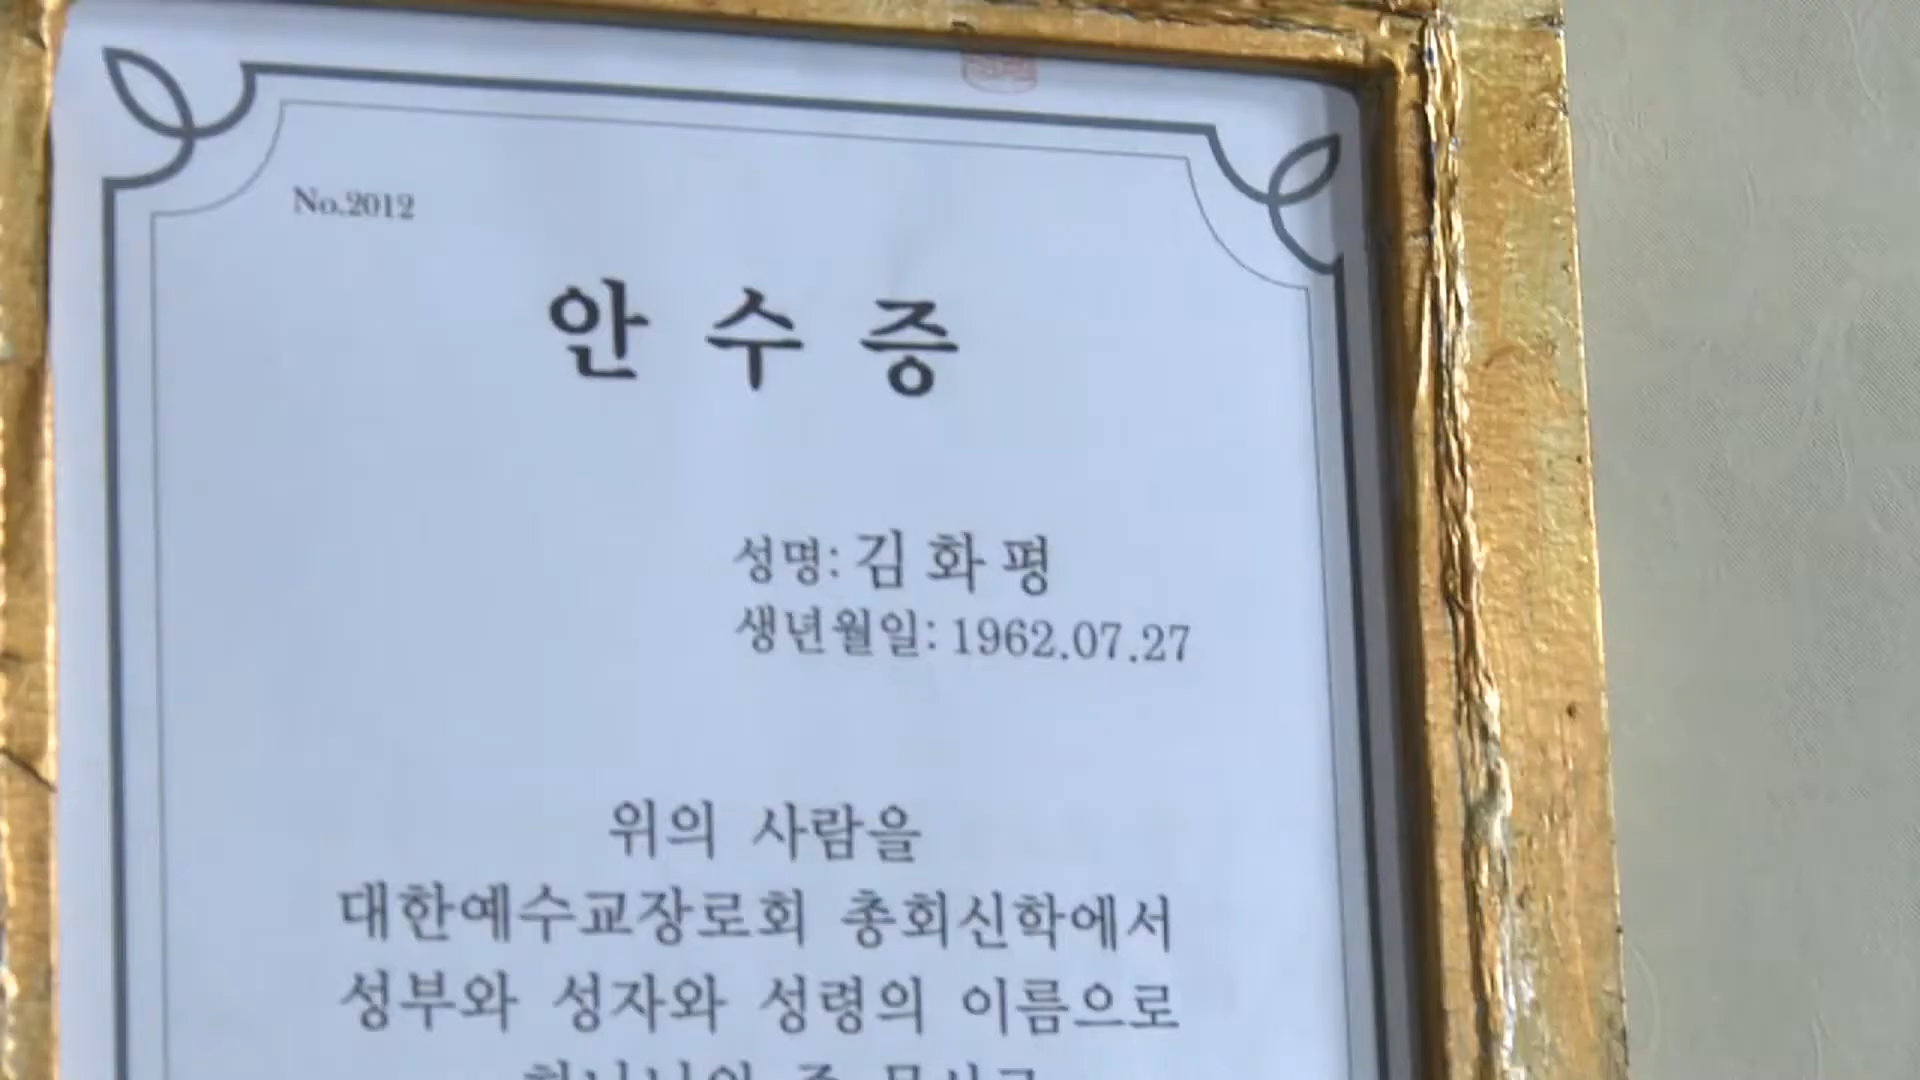 No.2012
안 수 증
성명: 김 화 평
생년월일: 1962.07.27
위의 사람을
대한예수교장로회 총회신학에서
성부와 성자와 성령의 이름으로